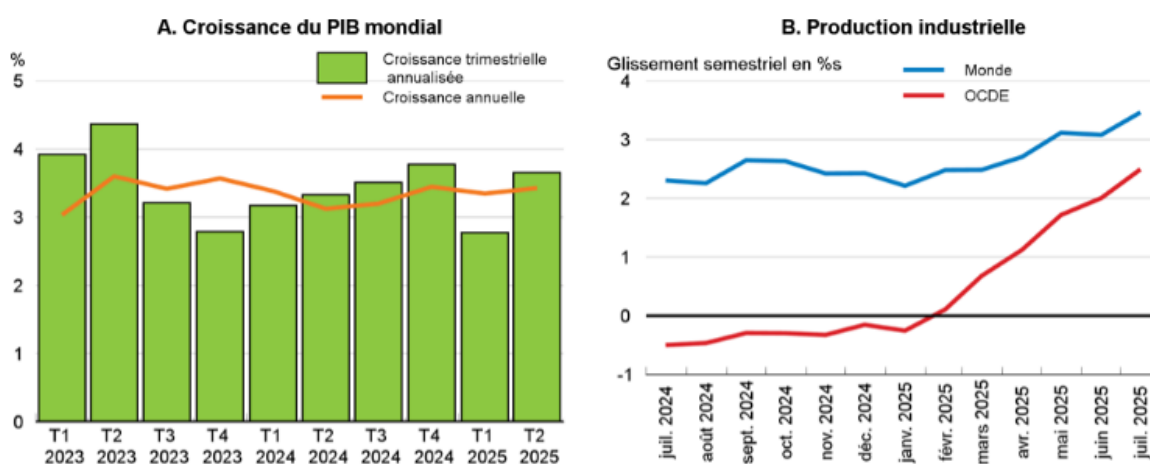 A. Croissance du PIB mondial
%
Croissance trimestrielle
annualisée
Croissance annuelle
5
4
3
2
1
0
T1 T2 T3 T4 T1 T2 T3 T4 T1 T2
2023 2023 2023 2023 2024 2024 2024 2024 2025 2025
B. Production industrielle
Glissement semestriel en %s
Monde
OCDE
4
3
2
1
0
-1
juil. 2024
août 2024
sept. 2024
oct. 2024
nov. 2024
déc. 2024
janv. 2025
févr. 2025
mars 2025
avr. 2025
mai 2025
juin 2025
juil. 2025